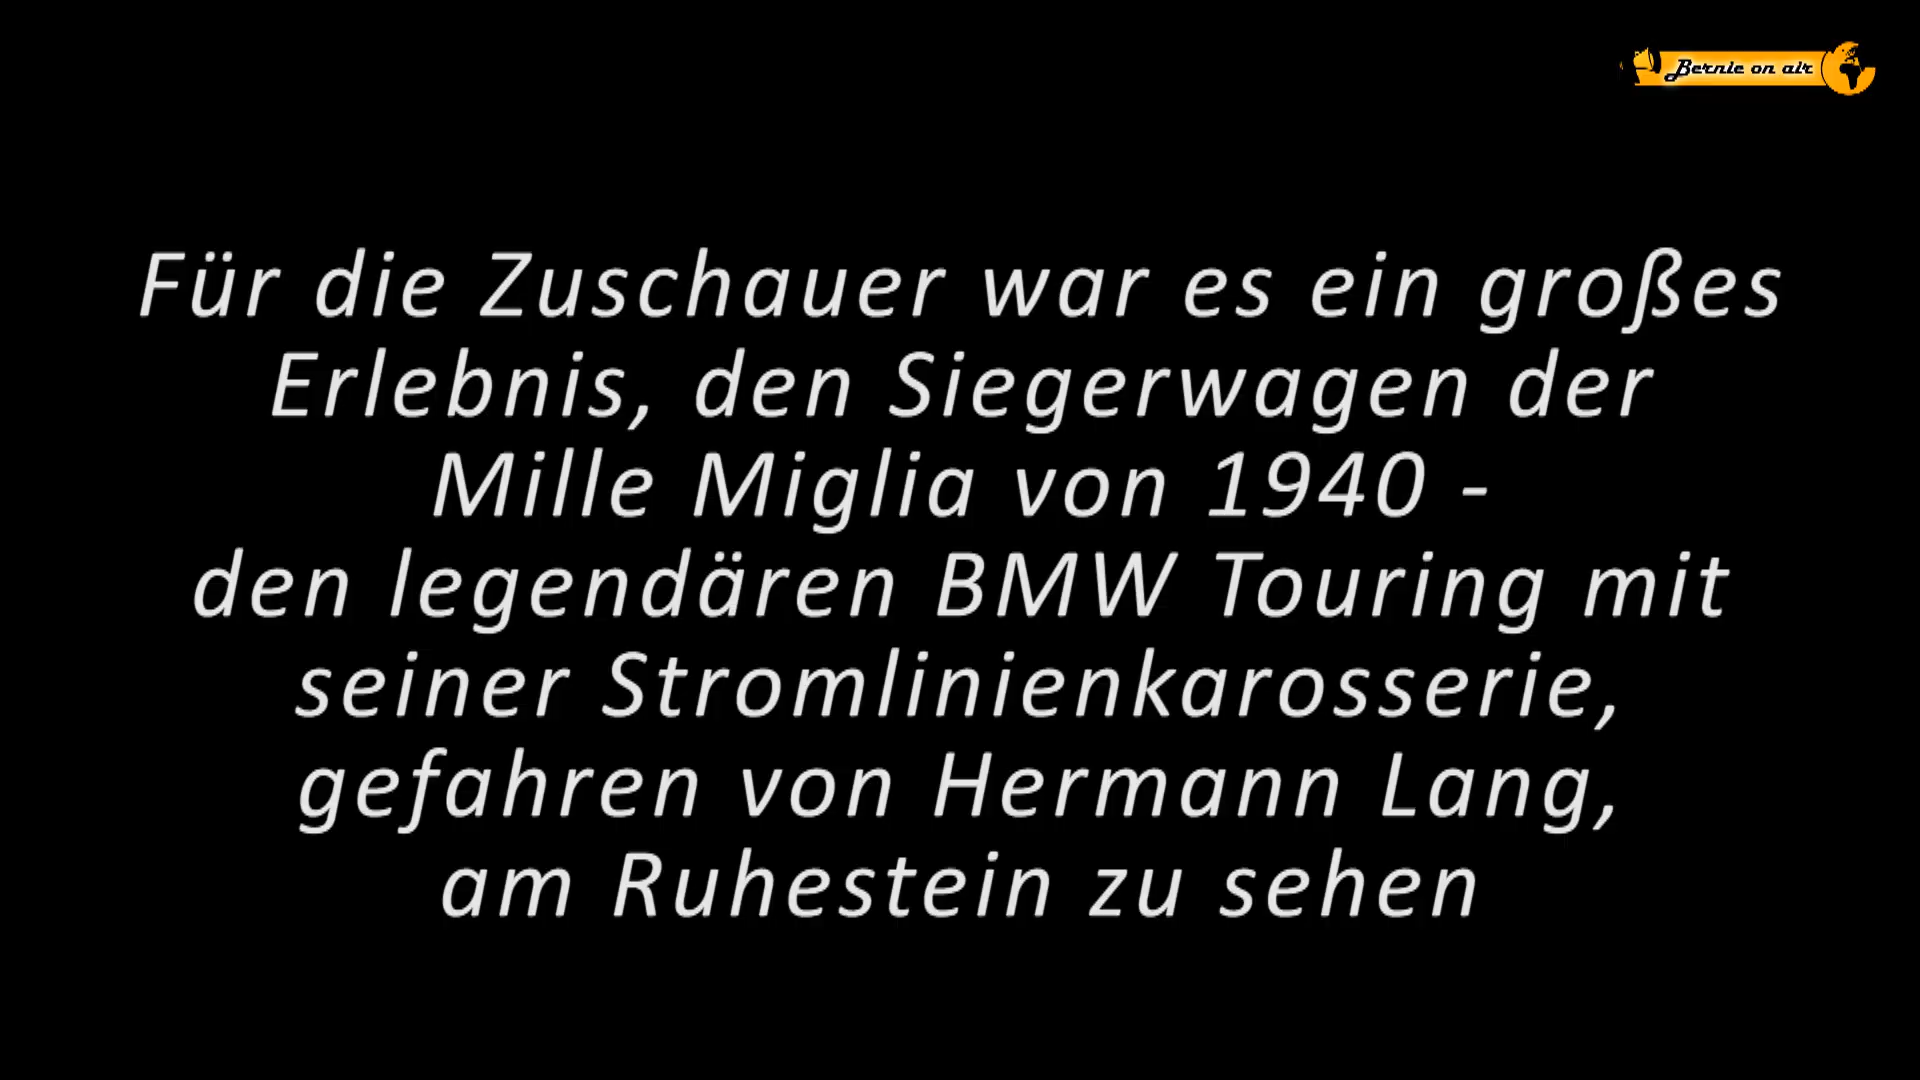 Bernie on air
Für die Zuschauer war es ein großes
Erlebnis, den Siegerwagen der
Mille Miglia von 1940 -
den legendären BMW Touring mit
seiner Stromlinienkarosserie,
gefahren von Hermann Lang,
am Ruhestein zu sehen